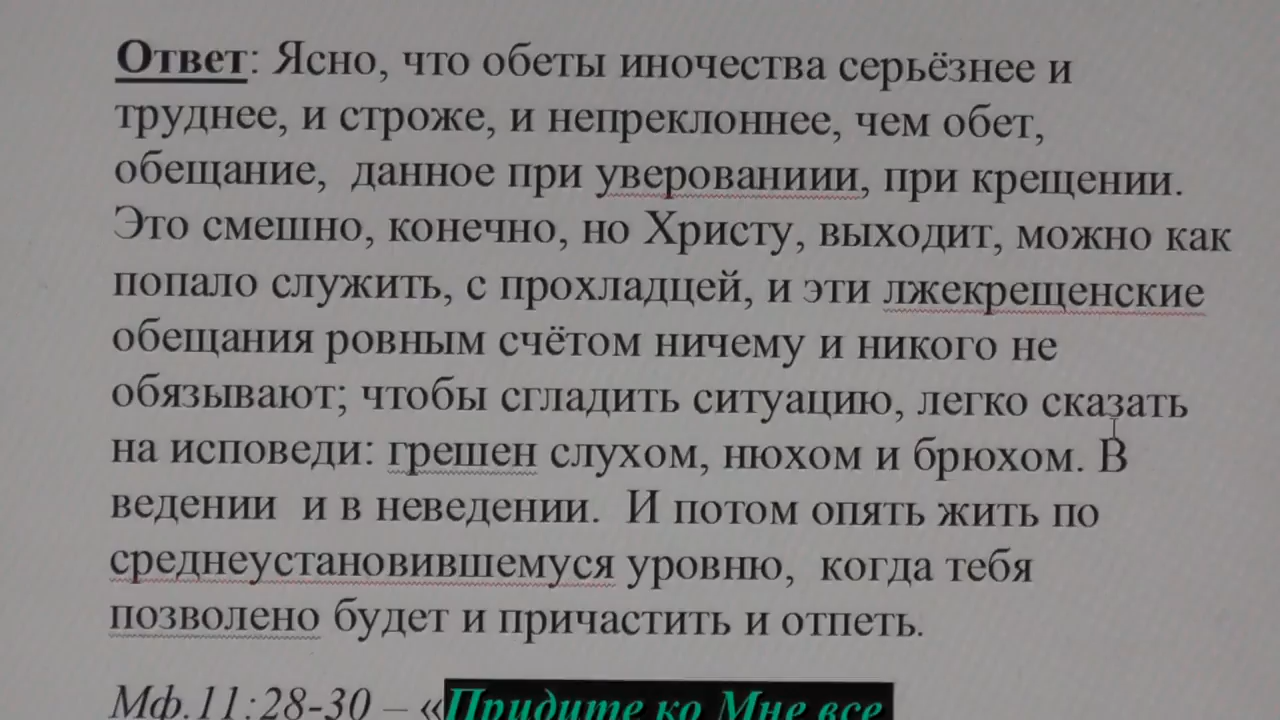 Ответ: Ясно, что обеты иночества серьёзнее и
труднее, и строже, и непреклоннее, чем обет,
обещание, данное при уверованиии, при крещении.
Это смешно, конечно, но Христу, выходит, можно как
попало служить, с прохладцей, и эти лжекрещенские
обещания ровным счётом ничему и никого не
обязывают; чтобы сгладить ситуацию, легко сказать
на исповеди: грешен слухом, нюхом и брюхом. В
ведении и в неведении. И потом опять жить по
среднеустановившемуся уровню, когда тебя
позволено будет и причастить и отпеть.
Мф.11:28-30 – «Придите ко Мне все